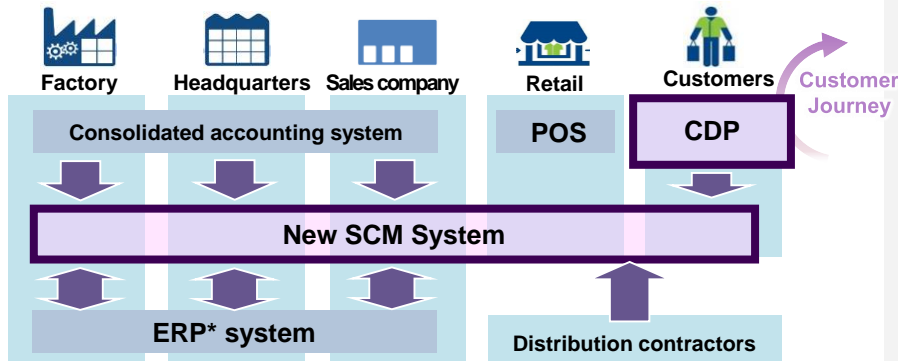 Factory
Headquarters
Sales company
Retail
Customers
Customer
Journey
Consolidated accounting system
POS
CDP
New SCM System
ERP* system
Distribution contractors